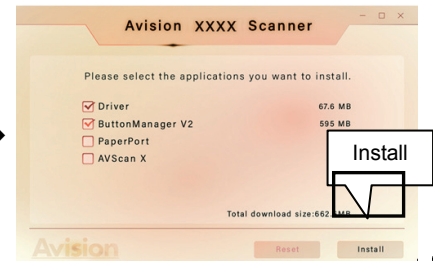 Avision XXXX Scanner
Please select the applications you want to install.
Driver 67.6 MB
ButtonManager V2 595 MB
PaperPort
AVScan X
Install
Total download size:662. MB
Avision
Reset Install